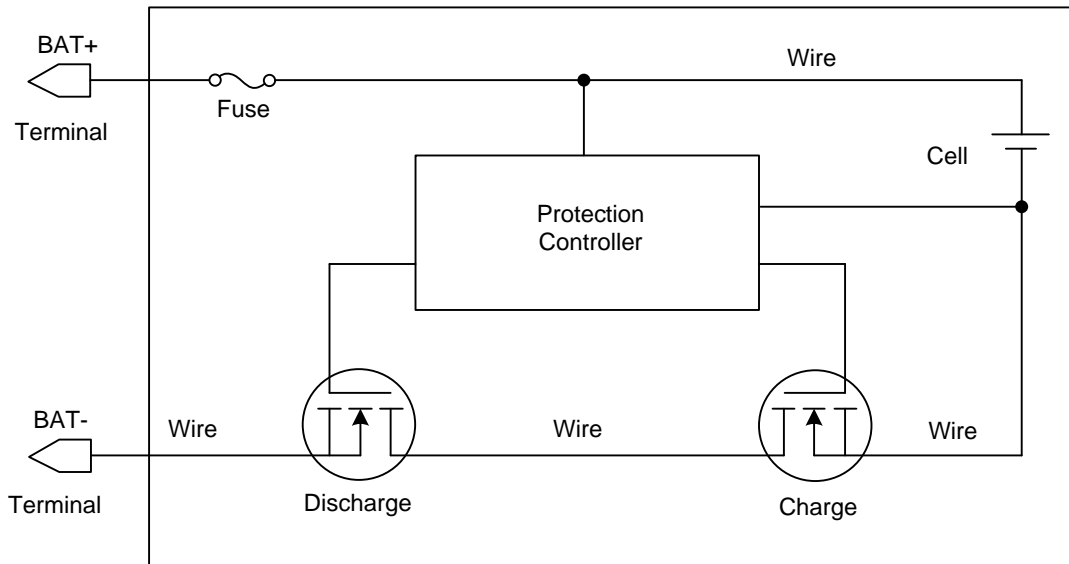 BAT+
Wire
Fuse
Terminal
Cell
Protection
Controller
BAT-
Wire
Wire
Wire
Terminal
Discharge
Charge